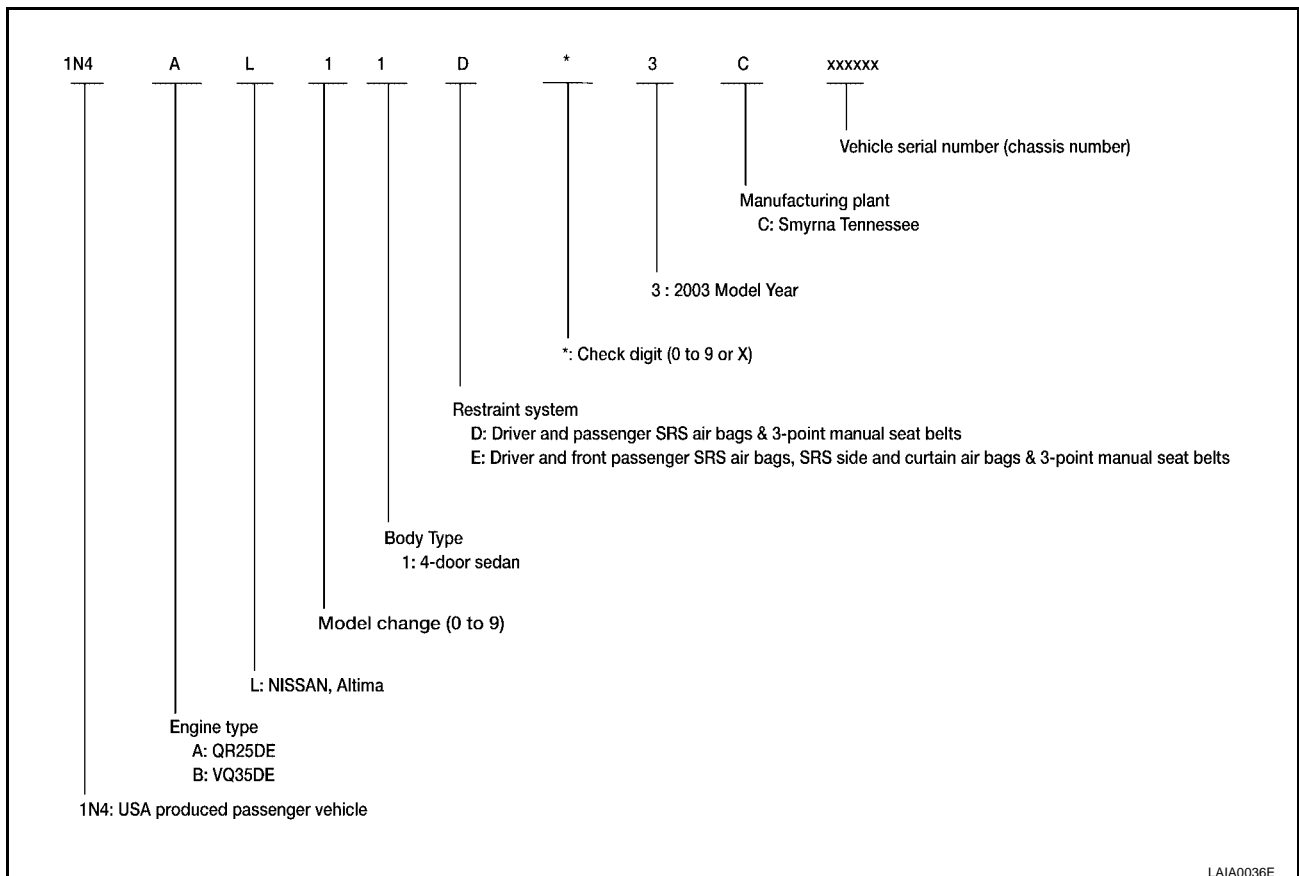 1N4 A L 1 1 D * 3 C xxxxxx
Vehicle serial number (chassis number)
Manufacturing plant
C: Smyrna Tennessee
3 : 2003 Model Year
*: Check digit (0 to 9 or X)
Restraint system
D: Driver and passenger SRS air bags & 3-point manual seat belts
E: Driver and front passenger SRS air bags, SRS side and curtain air bags & 3-point manual seat belts
Body Type
1: 4-door sedan
Model change (0 to 9)
L: NISSAN, Altima
Engine type
A: QR25DE
B: VQ35DE
1N4: USA produced passenger vehicle
LAIA0036E